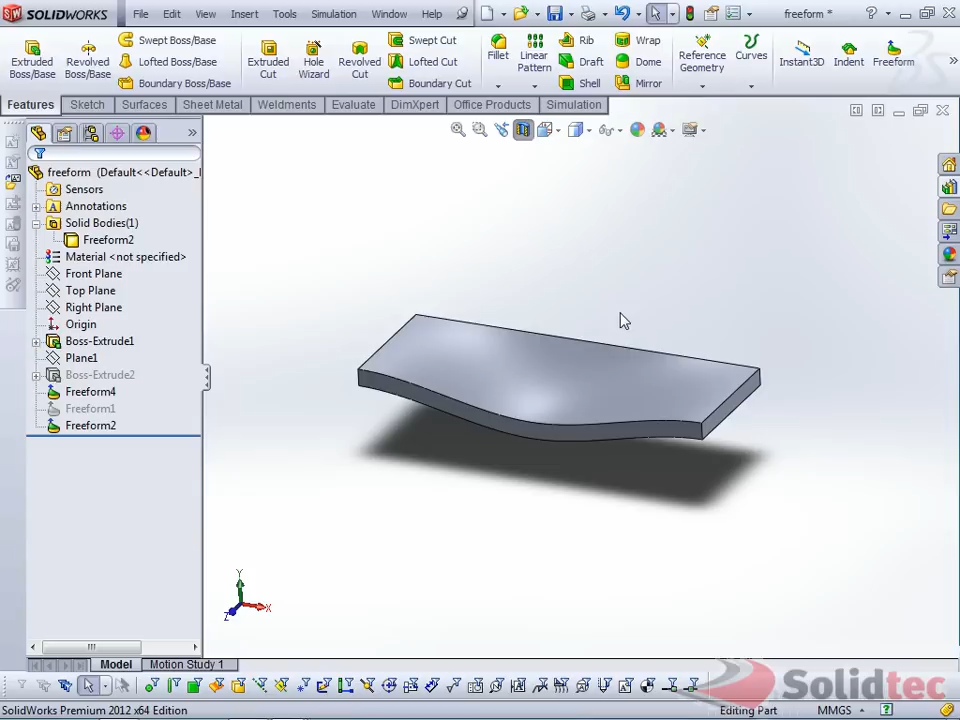 SOLIDWORKS File Edit View Insert Tools Simulation Window Help freeform *
Extruded Boss/Base
Revolved Boss/Base
Swept Boss/Base
Lofted Boss/Base
Boundary Boss/Base
Extruded Cut
Hole Wizard
Revolved Cut
Swept Cut
Lofted Cut
Boundary Cut
Fillet
Linear Pattern
Rib
Draft
Shell
Wrap
Dome
Mirror
Reference Geometry
Curves
Instant3D
Indent
Freeform
Features Sketch Surfaces Sheet Metal Weldments Evaluate DimXpert Office Products Simulation
freeform (Default<<Default>_
Sensors
Annotations
Solid Bodies(1)
Freeform2
Material <not specified>
Front Plane
Top Plane
Right Plane
Origin
Boss-Extrude1
Plane1
Boss-Extrude2
Freeform4
Freeform1
Freeform2
Y
X
Z
Model Motion Study 1
Solidtec
SolidWorks Premium 2012 x64 Edition Editing Part MMGS